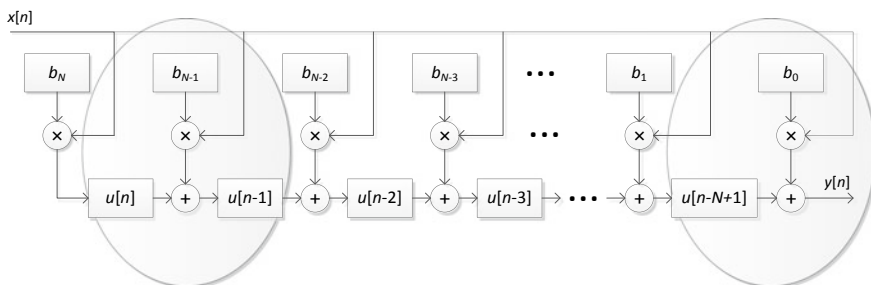 x[n]
b_N b_{N-1} b_{N-2} b_{N-3} ••• b_1 b_0
× × × × ••• × ×
u[n] + u[n-1] + u[n-2] + u[n-3] ••• + u[n-N+1] + y[n]